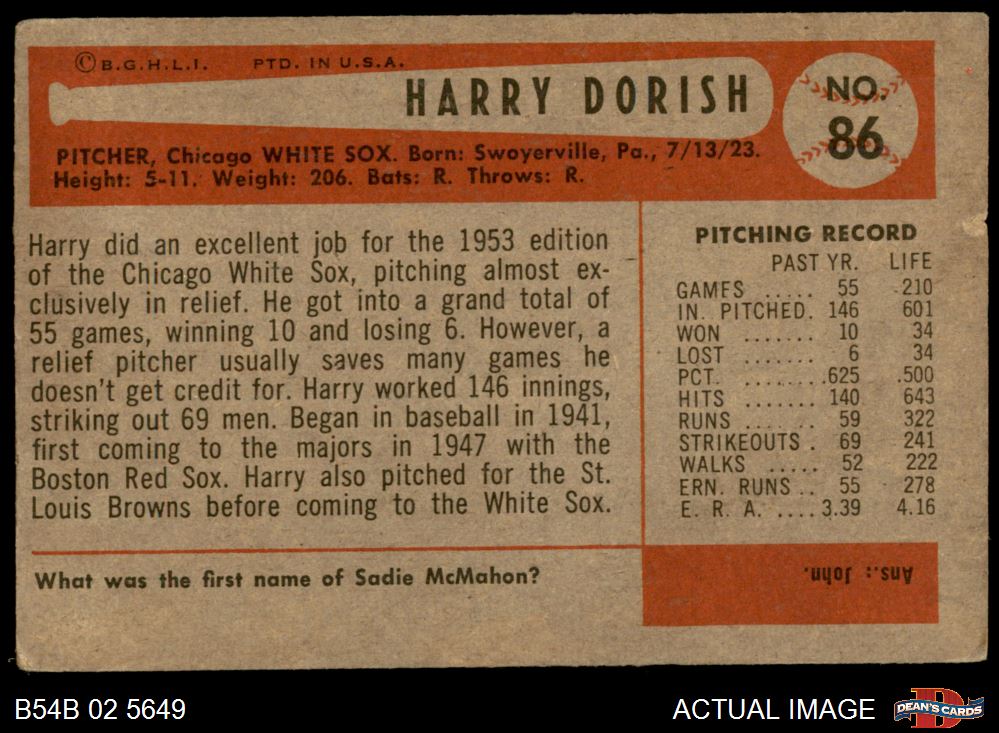 ©B.G.H.L.I. PTD. IN U.S.A.
HARRY DORISH
NO.
86
PITCHER, Chicago WHITE SOX. Born: Swoyerville, Pa., 7/13/23.
Height: 5-11. Weight: 206. Bats: R. Throws: R.
Harry did an excellent job for the 1953 edition
of the Chicago White Sox, pitching almost ex-
clusively in relief. He got into a grand total of
55 games, winning 10 and losing 6. However, a
relief pitcher usually saves many games he
doesn't get credit for. Harry worked 146 innings,
striking out 69 men. Began in baseball in 1941,
first coming to the majors in 1947 with the
Boston Red Sox. Harry also pitched for the St.
Louis Browns before coming to the White Sox.
PITCHING RECORD
PAST YR. LIFE
GAMES ..... 55 210
IN. PITCHED. 146 601
WON ....... 10 34
LOST ....... 6 34
PCT. ........ .625 .500
HITS ....... 140 643
RUNS ....... 59 322
STRIKEOUTS . 69 241
WALKS ..... 52 222
ERN. RUNS .. 55 278
E. R. A. .... 3.39 4.16
What was the first name of Sadie McMahon?
Ans.: John.
B54B 02 5649
ACTUAL IMAGE
DEAN'S CARDS